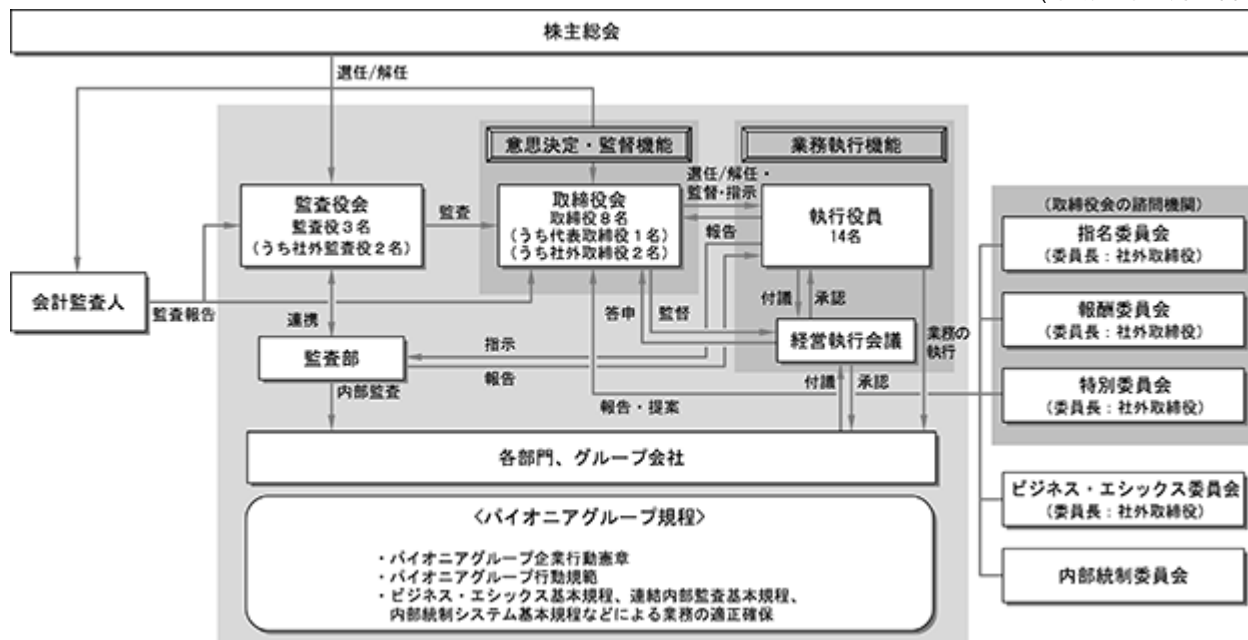 株主総会
選任/解任
意思決定・監督機能
業務執行機能
監査役会
監査役3名
(うち社外監査役2名)
監査
取締役会
取締役8名
(うち代表取締役1名)
(うち社外取締役2名)
選任/解任・
監督・指示
報告
執行役員
14名
(取締役会の諮問機関)
指名委員会
(委員長:社外取締役)
会計監査人
監査報告
連携
答申
監督
付議
承認
経営執行会議
業務の
執行
報酬委員会
(委員長:社外取締役)
監査部
指示
報告
内部監査
報告・提案
付議
承認
特別委員会
(委員長:社外取締役)
各部門、グループ会社
ビジネス・エシックス委員会
(委員長:社外取締役)
内部統制委員会
〈パイオニアグループ規程〉
・パイオニアグループ企業行動憲章
・パイオニアグループ行動規範
・ビジネス・エシックス基本規程、連結内部監査基本規程、
内部統制システム基本規程などによる業務の適正確保